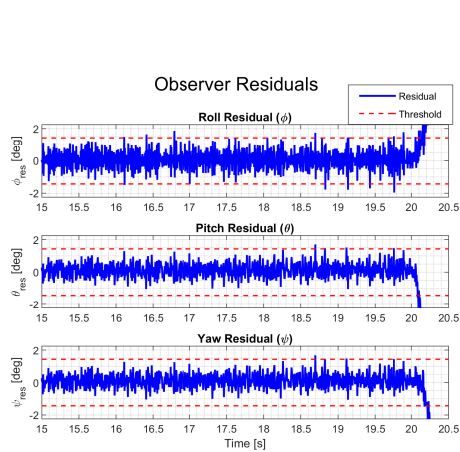 Observer Residuals
Residual
Threshold
Roll Residual (ϕ)
ϕres [deg]
2
0
-2
15 15.5 16 16.5 17 17.5 18 18.5 19 19.5 20 20.5
Pitch Residual (θ)
θres [deg]
2
0
-2
15 15.5 16 16.5 17 17.5 18 18.5 19 19.5 20 20.5
Yaw Residual (ψ)
ψres [deg]
2
0
-2
15 15.5 16 16.5 17 17.5 18 18.5 19 19.5 20 20.5
Time [s]